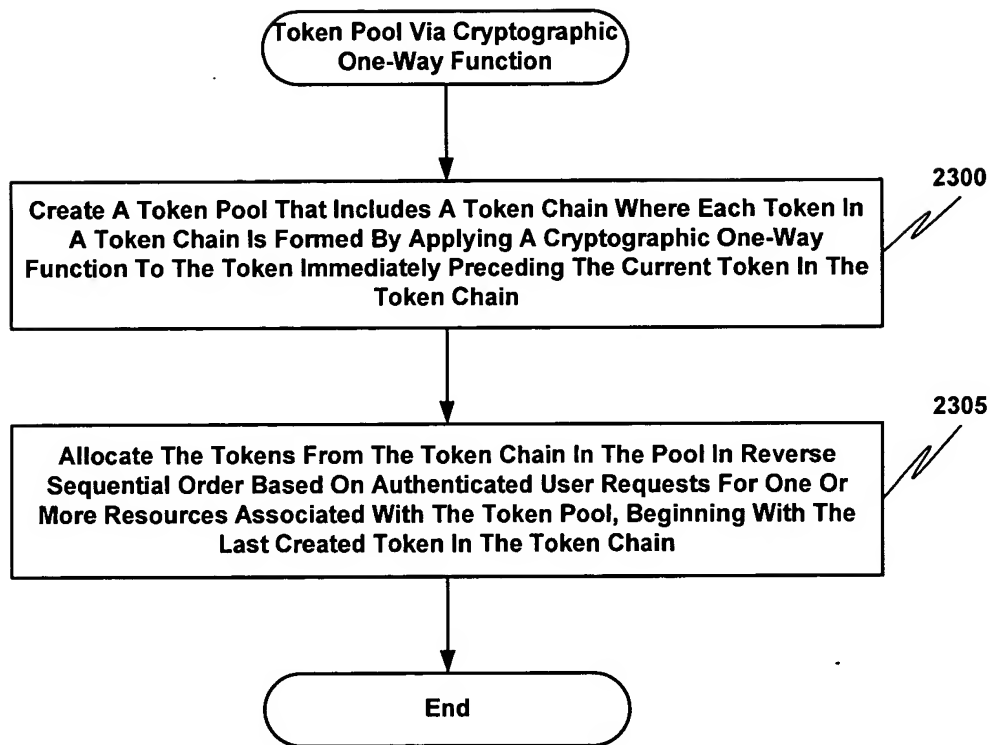 Token Pool Via Cryptographic
One-Way Function
2300
Create A Token Pool That Includes A Token Chain Where Each Token In
A Token Chain Is Formed By Applying A Cryptographic One-Way
Function To The Token Immediately Preceding The Current Token In The
Token Chain
2305
Allocate The Tokens From The Token Chain In The Pool In Reverse
Sequential Order Based On Authenticated User Requests For One Or
More Resources Associated With The Token Pool, Beginning With The
Last Created Token In The Token Chain
End